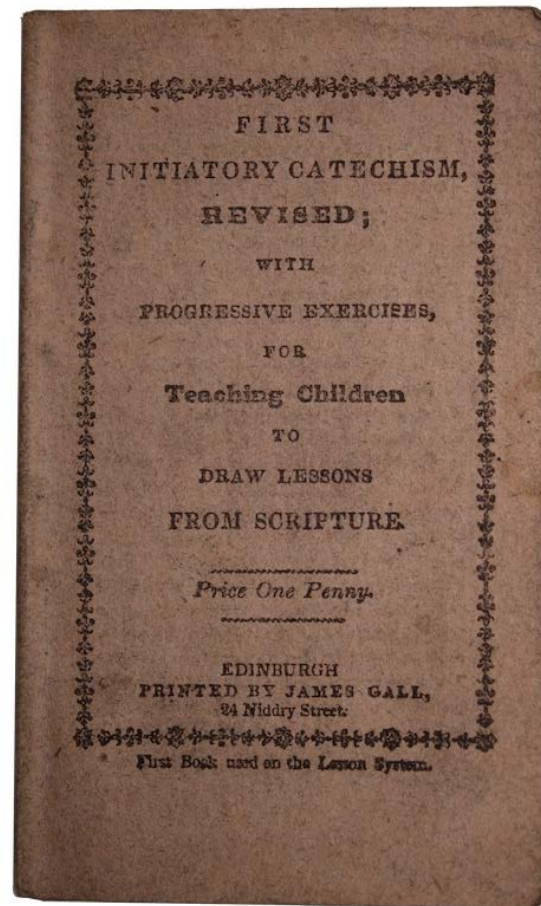 FIRST
INITIATORY CATECHISM,
REVISED;
WITH
PROGRESSIVE EXERCISES,
FOR
Teaching Children
TO
DRAW LESSONS
FROM SCRIPTURE.
Price One Penny.
EDINBURGH
PRINTED BY JAMES GALL,
24 Niddry Street.
First Book used on the Lesson System.